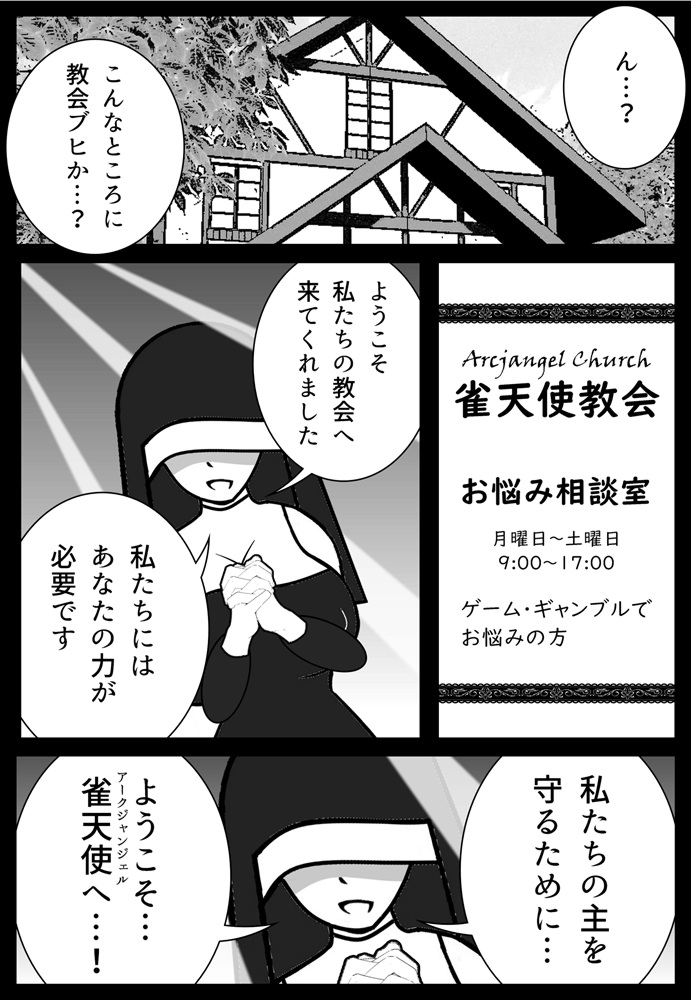 ん…?
こんなところに
教会ブヒか…?
Arcjangel Church
雀天使教会
お悩み相談室
月曜日~土曜日
9:00~17:00
ゲーム・ギャンブルで
お悩みの方
ようこそ
私たちの教会へ
来てくれました
私たちには
あなたの力が
必要です
私たちの主を
守るために…
ようこそ…
アークジャンジェル
雀天使へ…!